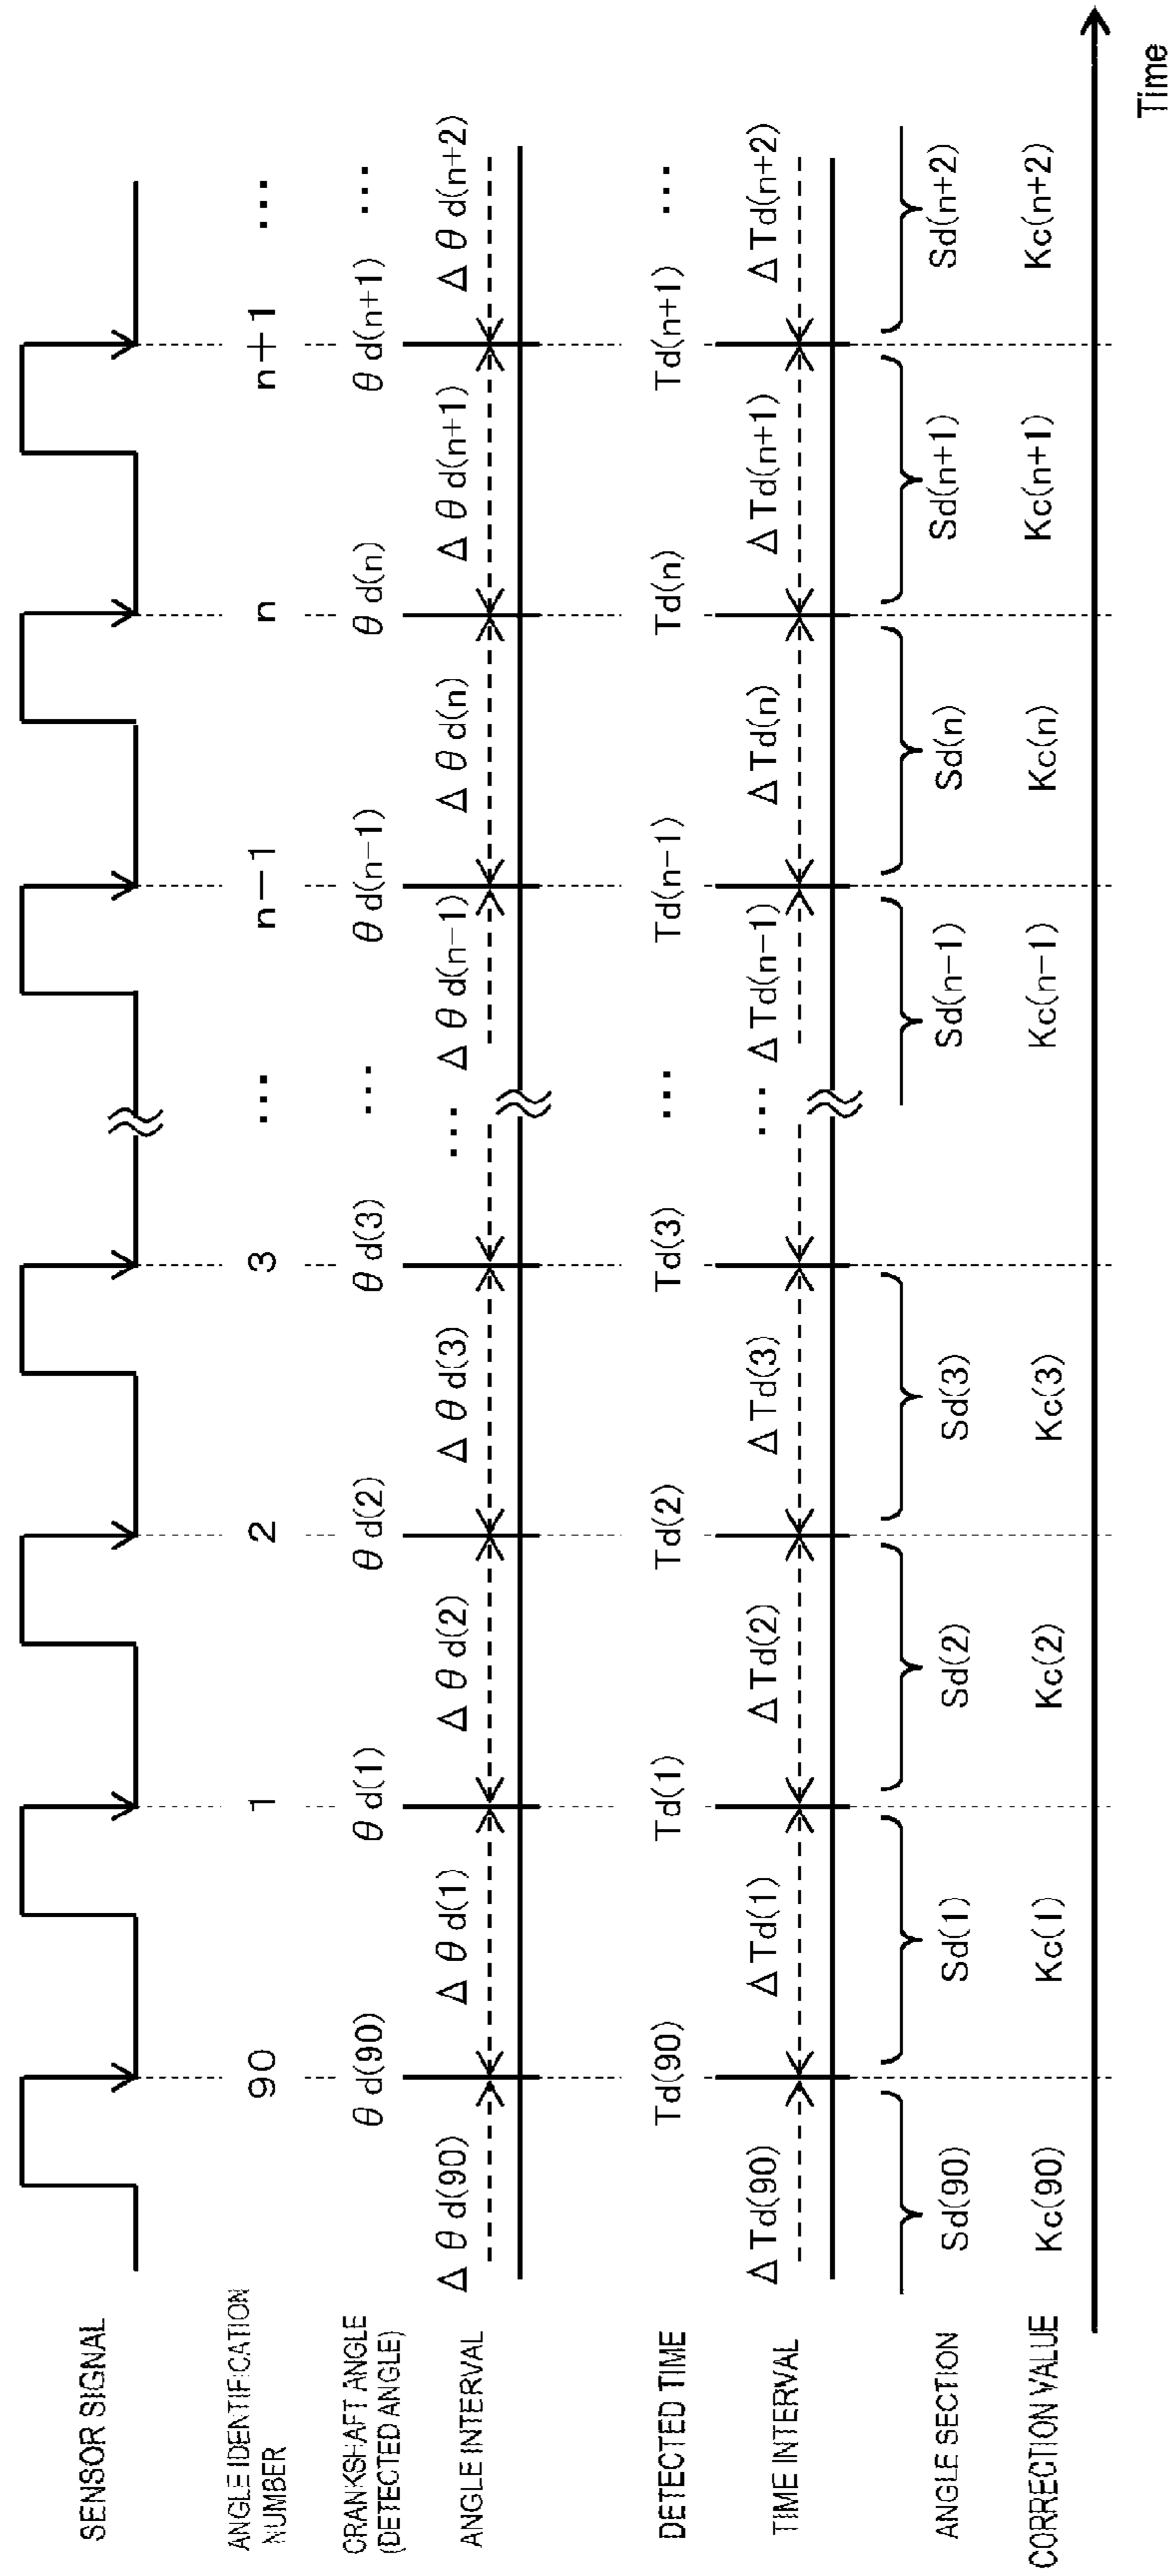 SENSOR SIGNAL
ANGLE IDENTIFICATION
NUMBER
90 1 2 3 ... n−1 n n+1 ...
CRANKSHAFT ANGLE
(DETECTED ANGLE)
θd(90) θd(1) θd(2) θd(3) ... θd(n−1) θd(n) θd(n+1) ...
ANGLE INTERVAL
Δθd(90) Δθd(1) Δθd(2) Δθd(3) ... Δθd(n−1) Δθd(n) Δθd(n+1) Δθd(n+2)
DETECTED TIME
Td(90) Td(1) Td(2) Td(3) ... Td(n−1) Td(n) Td(n+1) ...
TIME INTERVAL
ΔTd(90) ΔTd(1) ΔTd(2) ΔTd(3) ... ΔTd(n−1) ΔTd(n) ΔTd(n+1) ΔTd(n+2)
ANGLE SECTION
Sd(90) Sd(1) Sd(2) Sd(3) Sd(n−1) Sd(n) Sd(n+1) Sd(n+2)
CORRECTION VALUE
Kc(90) Kc(1) Kc(2) Kc(3) Kc(n−1) Kc(n) Kc(n+1) Kc(n+2)
Time